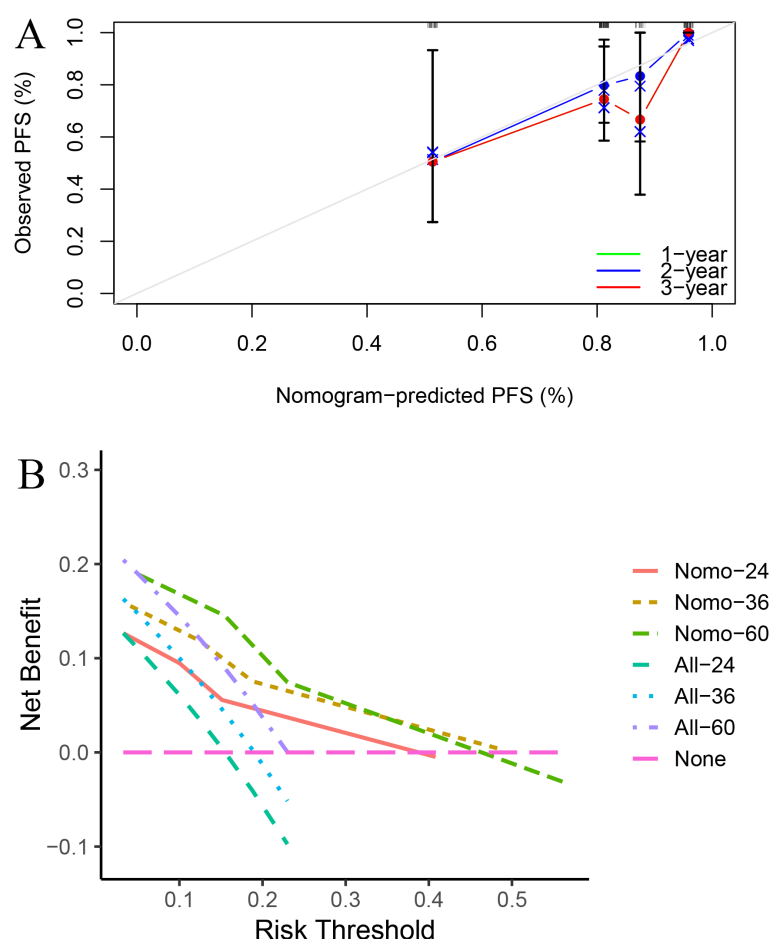 A
Observed PFS (%)
1.0
0.8
0.6
0.4
0.2
0.0
1−year
2−year
3−year
0.0 0.2 0.4 0.6 0.8 1.0
Nomogram−predicted PFS (%)
B
Net Benefit
0.3
0.2
0.1
0.0
−0.1
Nomo−24
Nomo−36
Nomo−60
All−24
All−36
All−60
None
0.1 0.2 0.3 0.4 0.5
Risk Threshold